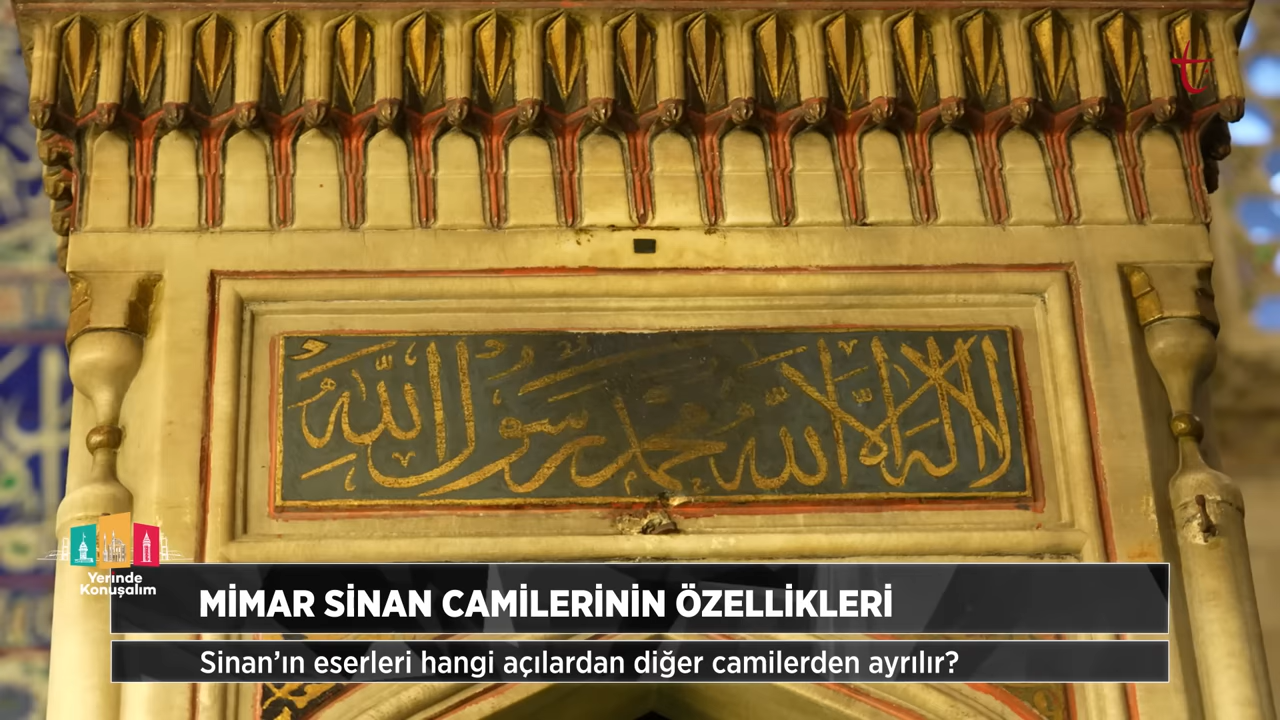 لا اله الا الله محمد رسول الله
Yerinde
Konuşalım
MİMAR SİNAN CAMİLERİNİN ÖZELLİKLERİ
Sinan’ın eserleri hangi açılardan diğer camilerden ayrılır?